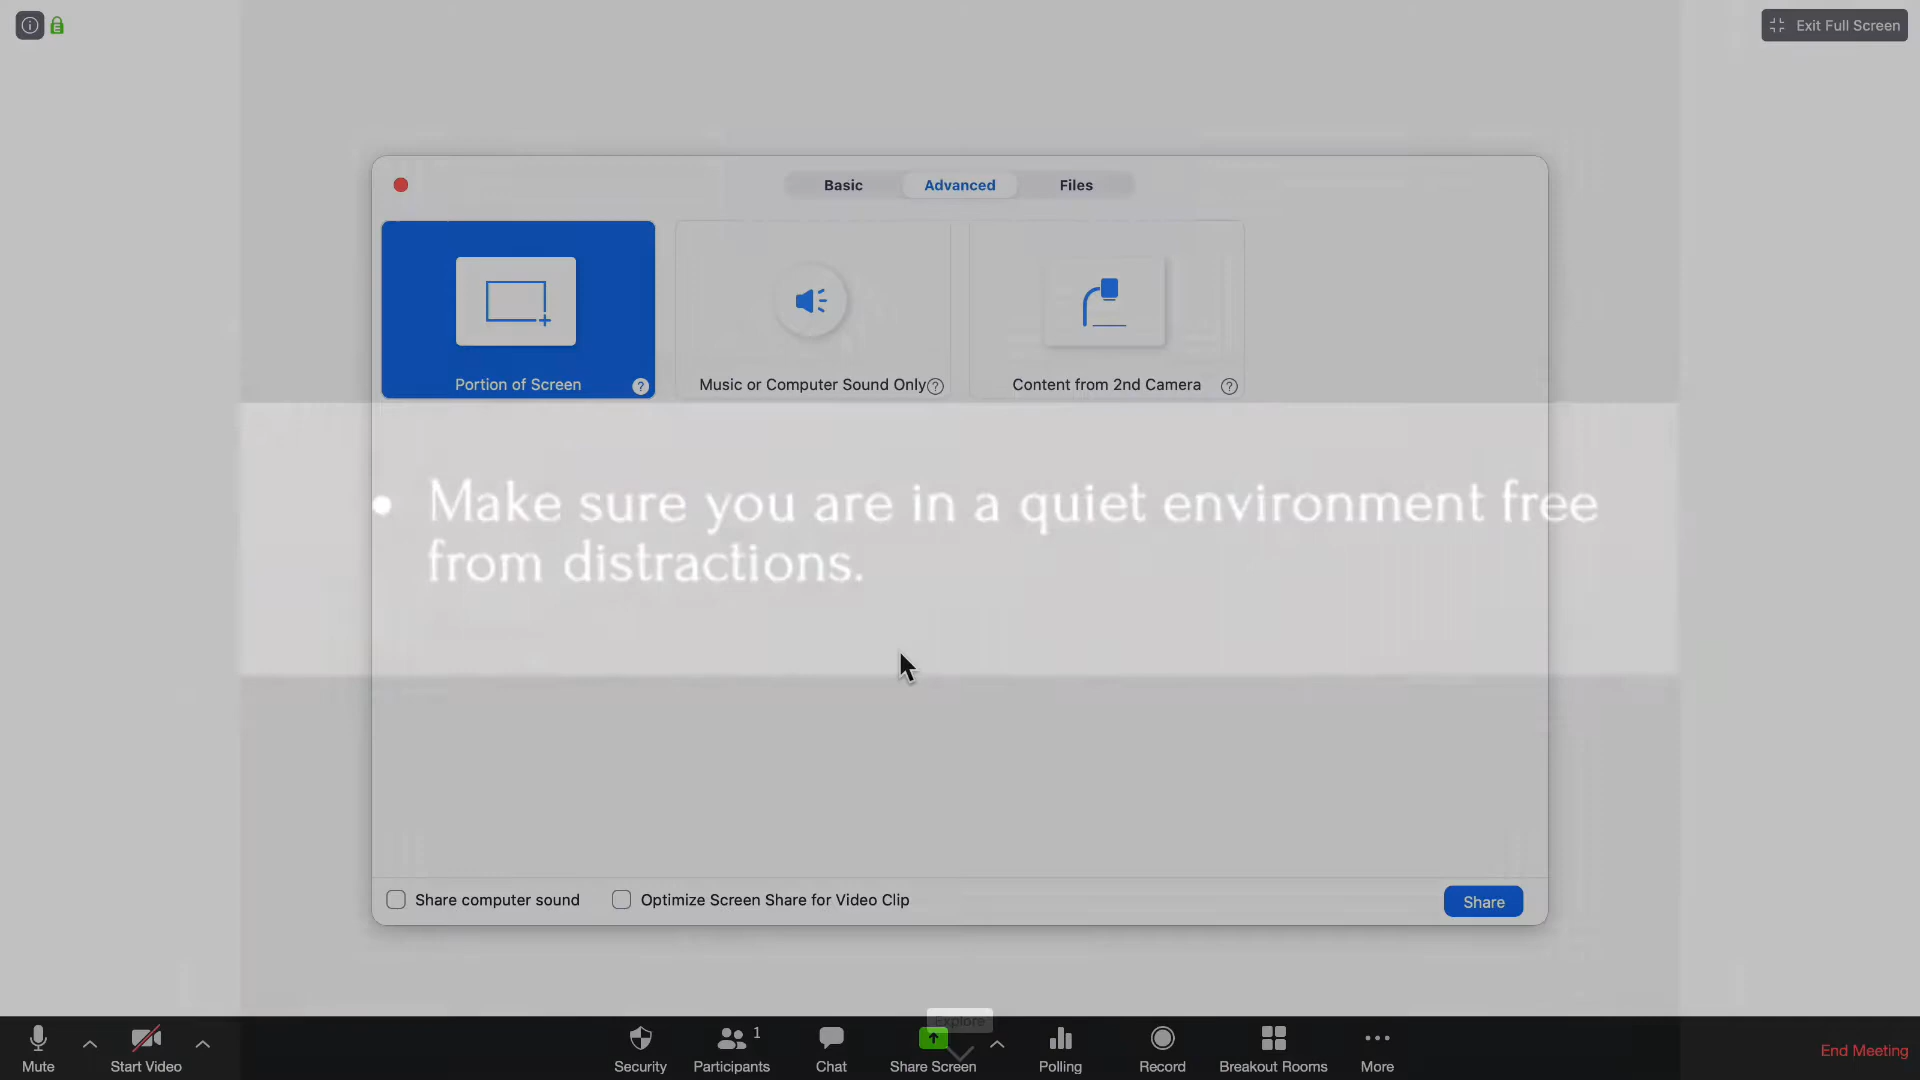 Exit Full Screen
Basic
Advanced
Files
Portion of Screen ?
Music or Computer Sound Only ?
Content from 2nd Camera ?
• Make sure you are in a quiet environment free
from distractions.
Share computer sound
Optimize Screen Share for Video Clip
Share
Explore
Mute
Start Video
Security
Participants 1
Chat
Share Screen
Polling
Record
Breakout Rooms
More
End Meeting